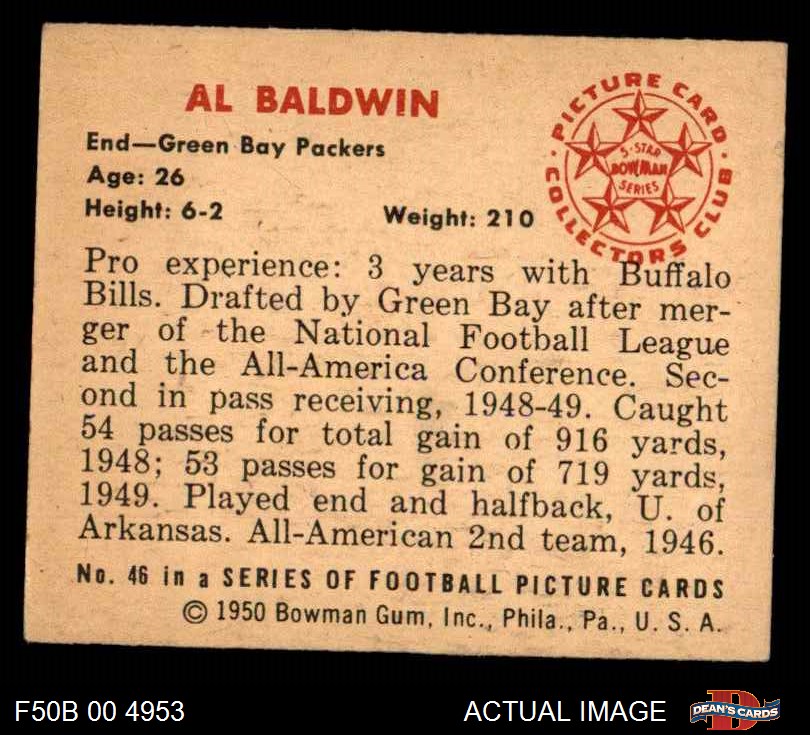 AL BALDWIN
End—Green Bay Packers
Age: 26
Height: 6-2 Weight: 210
PICTURE CARD
COLLECTORS CLUB
5-STAR
BOWMAN
SERIES
Pro experience: 3 years with Buffalo
Bills. Drafted by Green Bay after mer-
ger of the National Football League
and the All-America Conference. Sec-
ond in pass receiving, 1948-49. Caught
54 passes for total gain of 916 yards,
1948; 53 passes for gain of 719 yards,
1949. Played end and halfback, U. of
Arkansas. All-American 2nd team, 1946.
No. 46 in a SERIES OF FOOTBALL PICTURE CARDS
© 1950 Bowman Gum, Inc., Phila., Pa., U. S. A.
F50B 00 4953 ACTUAL IMAGE
D
DEAN'S CARDS